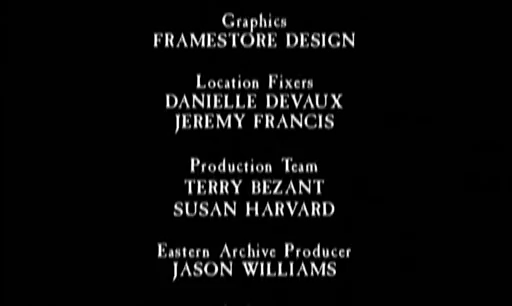 Graphics
FRAMESTORE DESIGN
Location Fixers
DANIELLE DEVAUX
JEREMY FRANCIS
Production Team
TERRY BEZANT
SUSAN HARVARD
Eastern Archive Producer
JASON WILLIAMS